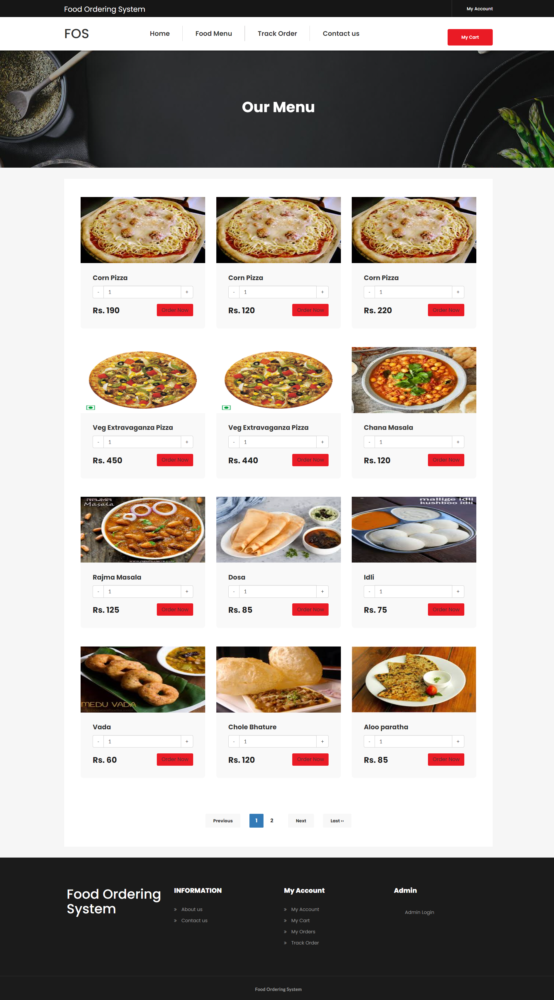 Food Ordering System
My Account
FOS
Home
Food Menu
Track Order
Contact us
My Cart
Our Menu
Corn Pizza
- 1 +
Rs. 190
Order Now
Corn Pizza
- 1 +
Rs. 120
Order Now
Corn Pizza
- 1 +
Rs. 220
Order Now
Veg Extravaganza Pizza
- 1 +
Rs. 450
Order Now
Veg Extravaganza Pizza
- 1 +
Rs. 440
Order Now
Chana Masala
- 1 +
Rs. 120
Order Now
RAJMA
Masala
Rajma Masala
- 1 +
Rs. 125
Order Now
Dosa
- 1 +
Rs. 85
Order Now
mallige idli
kushboo idli
Idli
- 1 +
Rs. 75
Order Now
MEDU VADA
Vada
- 1 +
Rs. 60
Order Now
Chole Bhature
- 1 +
Rs. 120
Order Now
Aloo paratha
- 1 +
Rs. 85
Order Now
Previous
1
2
Next
Last ››
Food Ordering
System
INFORMATION
» About us
» Contact us
My Account
» My Account
» My Cart
» My Orders
» Track Order
Admin
Admin Login
Food Ordering System